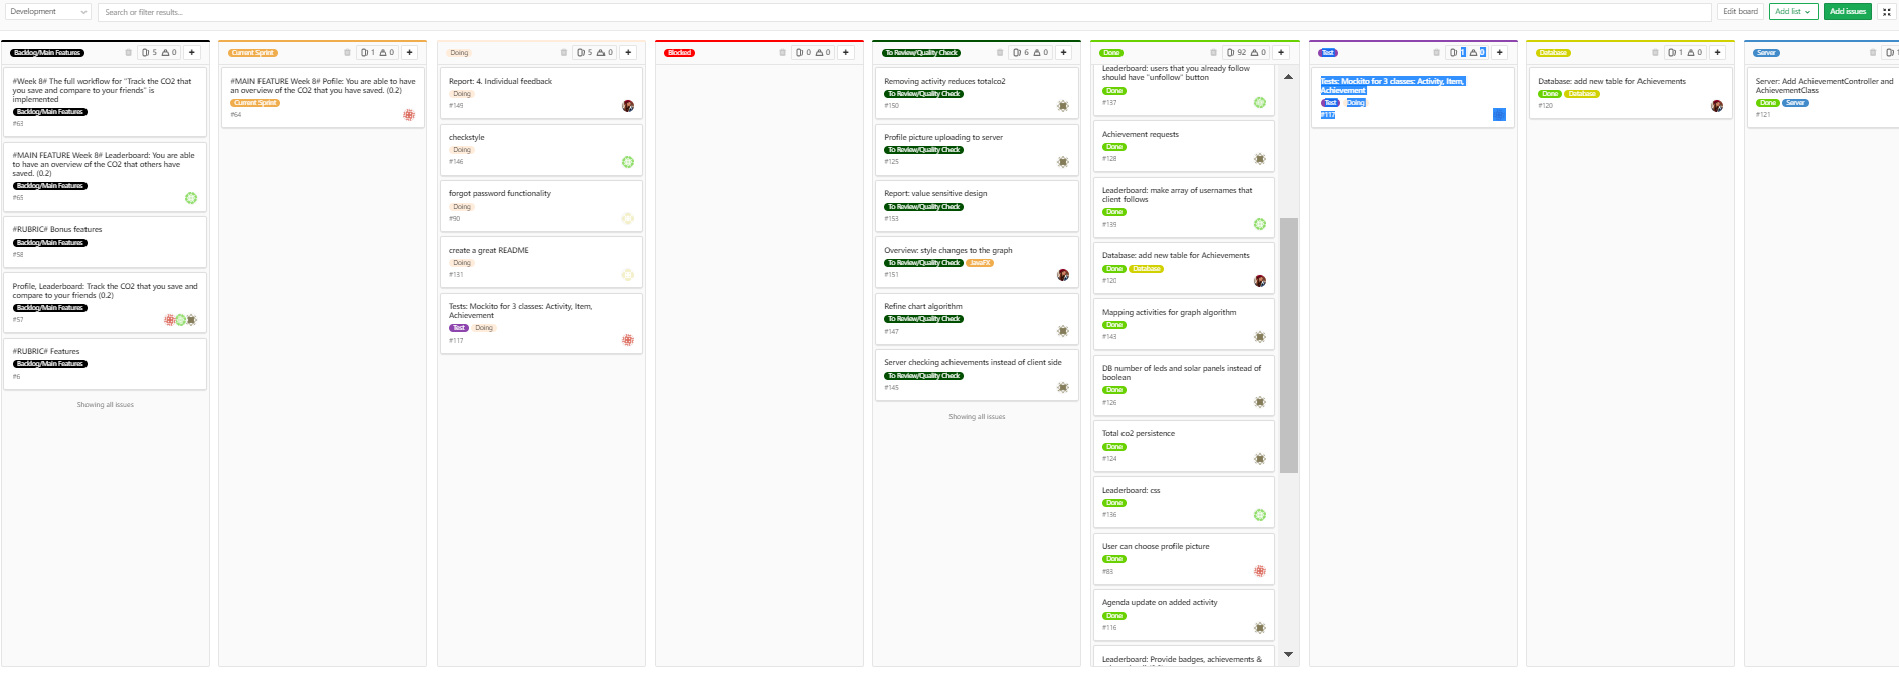 Development
Search or filter results...
Edit board
Add list
Add issues
Backlog/Main Features
5
0
+
#Week 8# The full workflow for "Track the CO2 that
you save and compare to your friends" is
implemented
Backlog/Main Features
#63
#MAIN FEATURE Week 8# Leaderboard: You are able
to have an overview of the CO2 that others have
saved. (0.2)
Backlog/Main Features
#65
#RUBRIC# Bonus features
Backlog/Main Features
#58
Profile, Leaderboard: Track the CO2 that you save and
compare to your friends (0.2)
Backlog/Main Features
#57
#RUBRIC# Features
Backlog/Main Features
#6
Showing all issues
Current Sprint
1
0
+
#MAIN FEATURE Week 8# Pofile: You are able to have
an overview of the CO2 that you have saved. (0.2)
Current Sprint
#64
Doing
5
0
+
Report: 4. Individual feedback
Doing
#149
checkstyle
Doing
#146
forgot password functionality
Doing
#90
create a great README
Doing
#131
Tests: Mockito for 3 classes: Activity, Item,
Achievement
Test Doing
#117
Blocked
0
0
+
To Review/Quality Check
6
0
+
Removing activity reduces totalco2
To Review/Quality Check
#150
Profile picture uploading to server
To Review/Quality Check
#125
Report: value sensitive design
To Review/Quality Check
#153
Overview: style changes to the graph
To Review/Quality Check JavaFX
#151
Refine chart algorithm
To Review/Quality Check
#147
Server checking achievements instead of client side
To Review/Quality Check
#145
Showing all issues
Done
92
0
+
Leaderboard: users that you already follow
should have "unfollow" button
Done
#137
Achievement requests
Done
#128
Leaderboard: make array of usernames that
client follows
Done
#139
Database: add new table for Achievements
Done Database
#120
Mapping activities for graph algorithm
Done
#143
DB number of leds and solar panels instead of
boolean
Done
#126
Total co2 persistence
Done
#124
Leaderboard: css
Done
#136
User can choose profile picture
Done
#83
Agenda update on added activity
Done
#116
Leaderboard: Provide badges, achievements &
Test
1
0
+
Tests: Mockito for 3 classes: Activity, Item,
Achievement
Test Doing
#117
Database
1
0
+
Database: add new table for Achievements
Done Database
#120
Server
1
Server: Add AchievementController and
AchievementClass
Done Server
#121